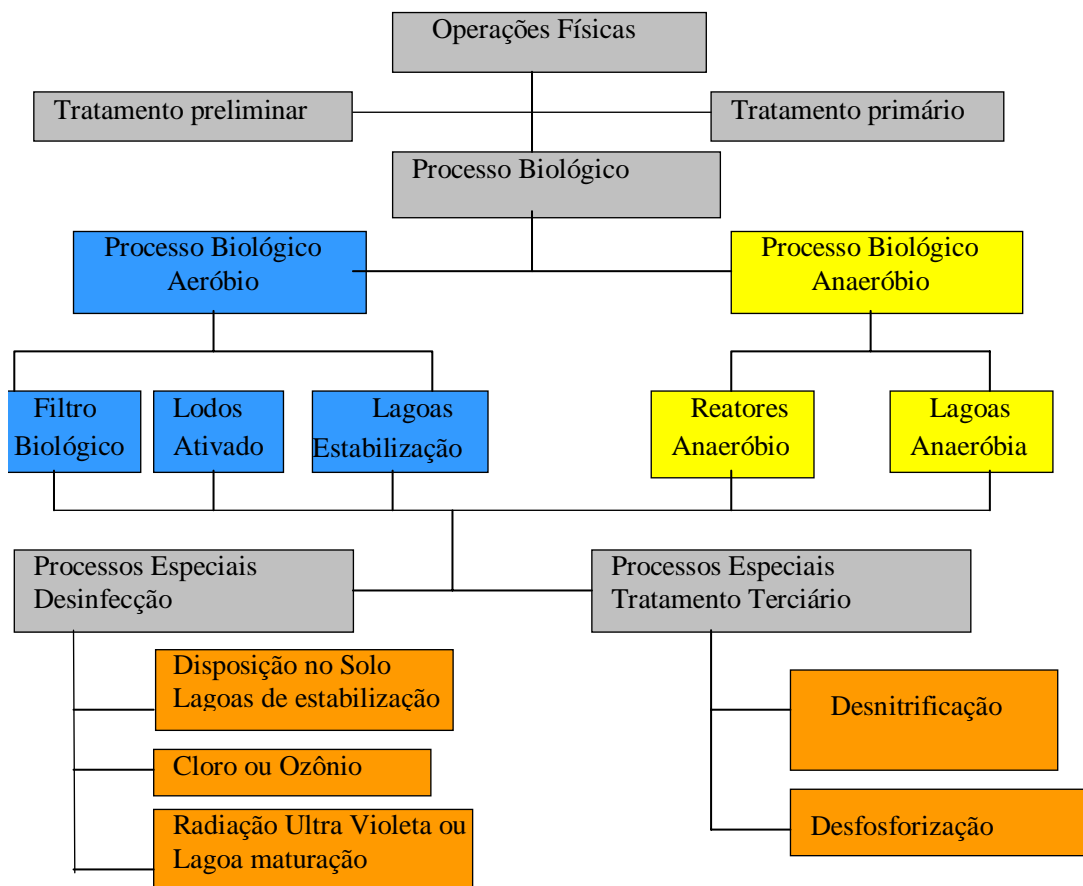 Operações Físicas
Tratamento preliminar
Tratamento primário
Processo Biológico
Processo Biológico
Aeróbio
Processo Biológico
Anaeróbio
Filtro
Biológico
Lodos
Ativado
Lagoas
Estabilização
Reatores
Anaeróbio
Lagoas
Anaeróbia
Processos Especiais
Desinfecção
Processos Especiais
Tratamento Terciário
Disposição no Solo
Lagoas de estabilização
Cloro ou Ozônio
Radiação Ultra Violeta ou
Lagoa maturação
Desnitrificação
Desfosforização